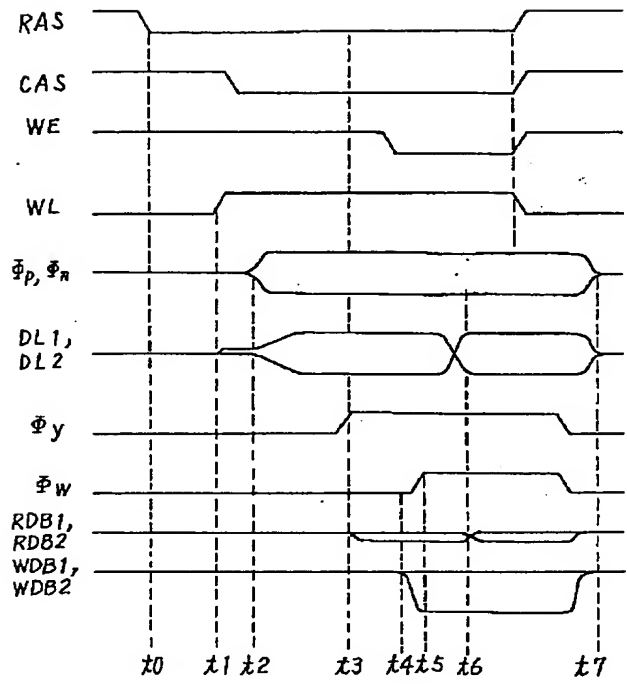 RAS
CAS
WE
WL
Φp, Φn
DL1,
DL2
Φy
Φw
RDB1,
RDB2
WDB1,
WDB2
t0 t1 t2 t3 t4 t5 t6 t7